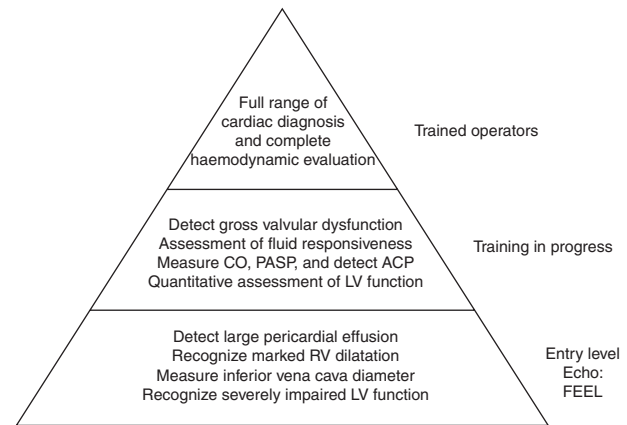 Full range of
cardiac diagnosis
and complete
haemodynamic evaluation
Trained operators
Detect gross valvular dysfunction
Assessment of fluid responsiveness
Measure CO, PASP, and detect ACP
Quantitative assessment of LV function
Training in progress
Detect large pericardial effusion
Recognize marked RV dilatation
Measure inferior vena cava diameter
Recognize severely impaired LV function
Entry level
Echo:
FEEL